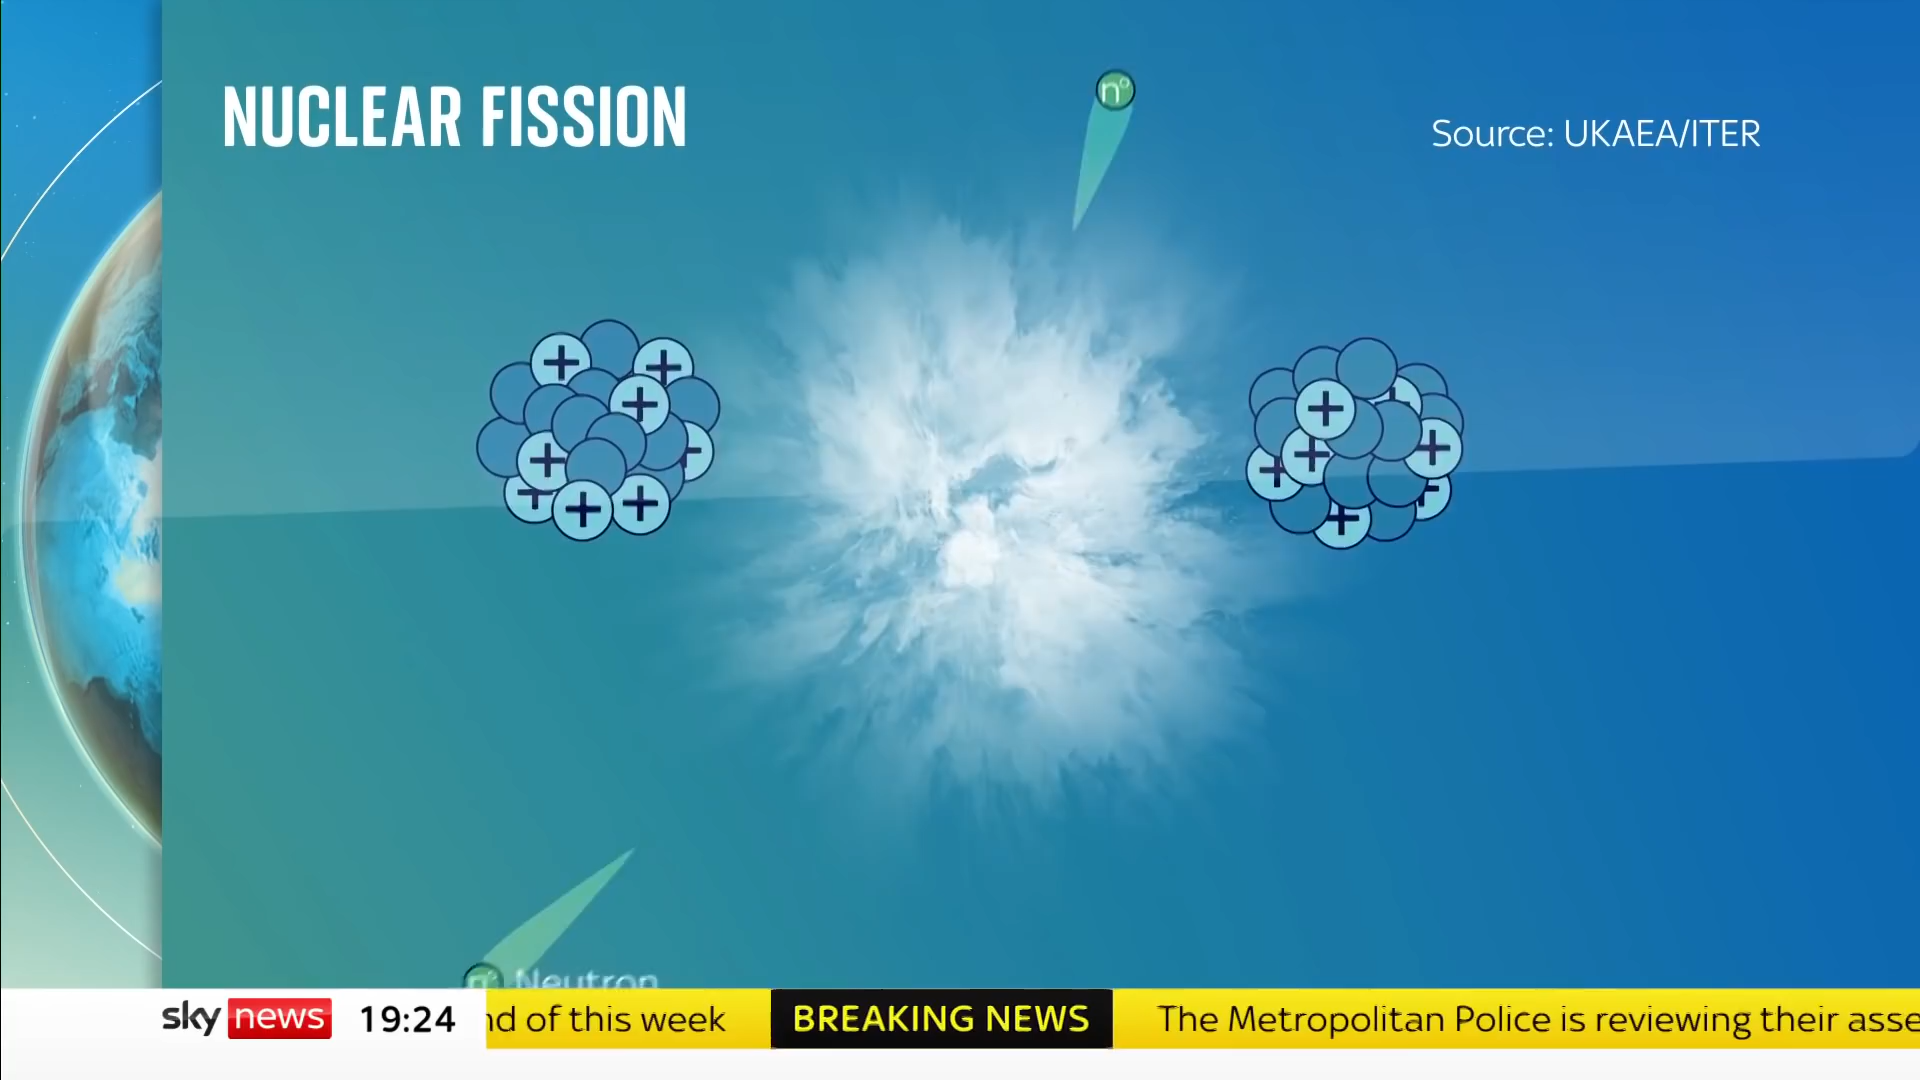 NUCLEAR FISSION
Source: UKAEA/ITER
n°
n° Neutron
sky news 19:24 nd of this week BREAKING NEWS The Metropolitan Police is reviewing their asse